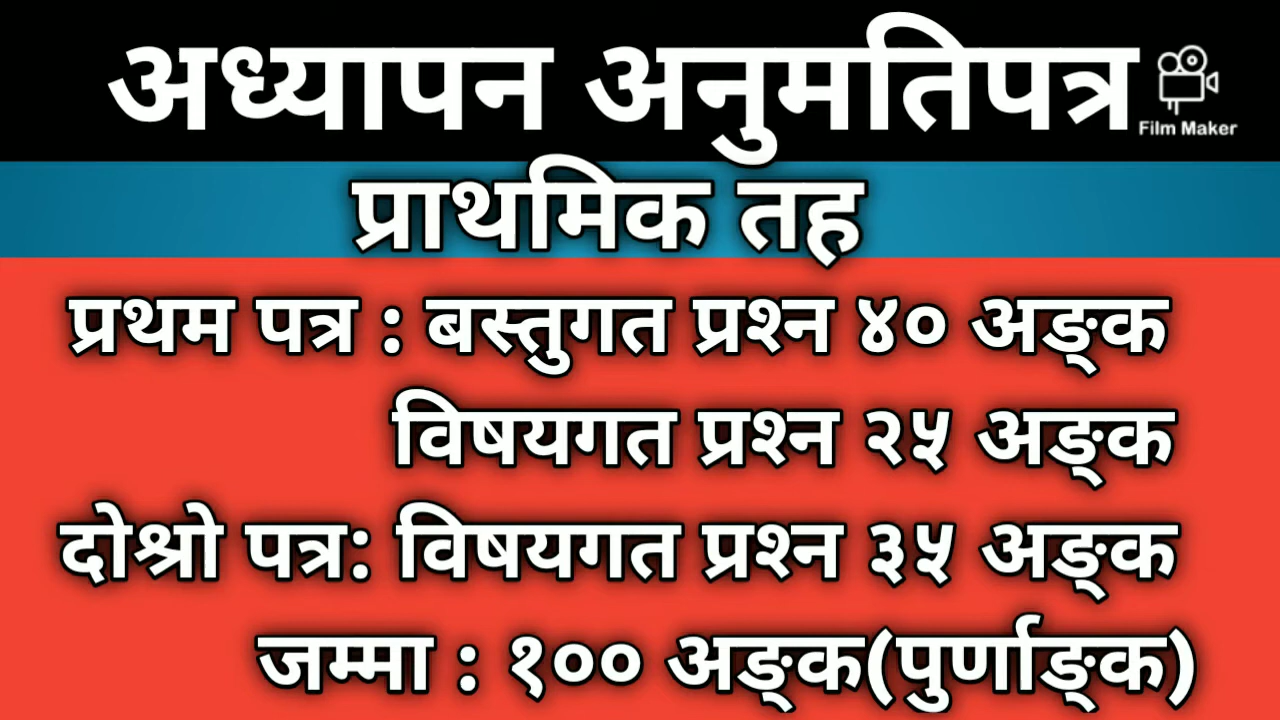 अध्यापन अनुमतिपत्र
Film Maker
प्राथमिक तह
प्रथम पत्र : बस्तुगत प्रश्न ४० अङ्क
विषयगत प्रश्न २५ अङ्क
दोश्रो पत्र: विषयगत प्रश्न ३५ अङ्क
जम्मा : १०० अङ्क(पुर्णाङ्क)